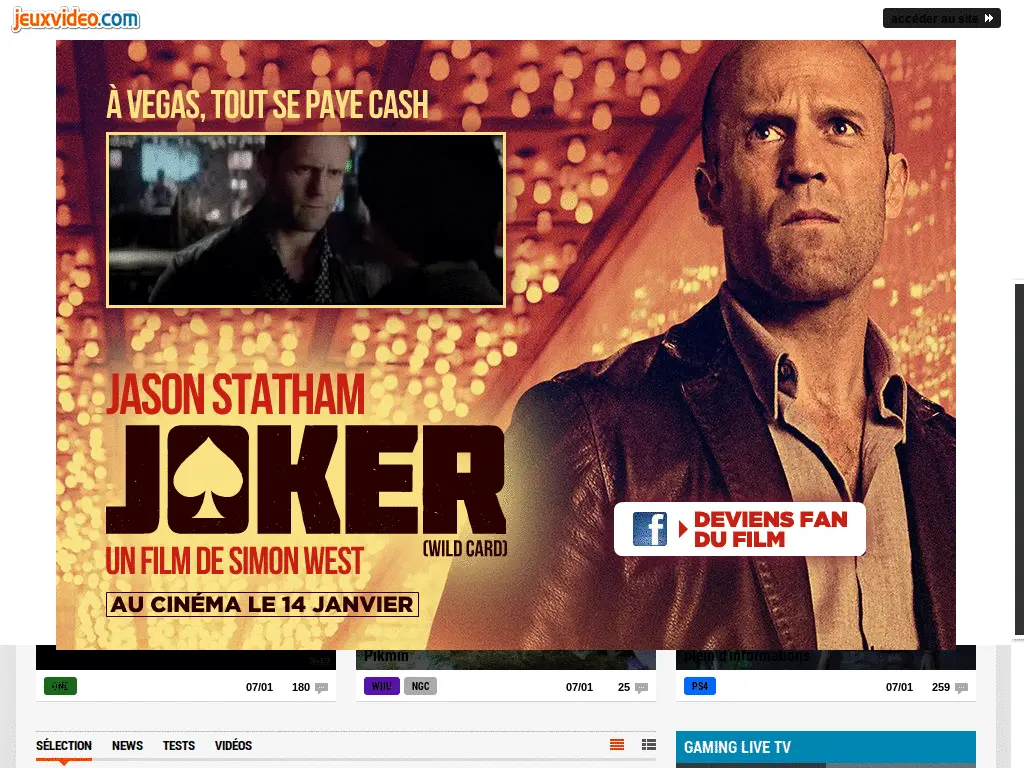 jeuxvideo.com
accéder au site
À VEGAS, TOUT SE PAYE CASH
JASON STATHAM
JOKER
(WILD CARD)
UN FILM DE SIMON WEST
AU CINÉMA LE 14 JANVIER
DEVIENS FAN
DU FILM
Pikmin
plein d'informations
ONE
07/01
180
WIIU
NGC
07/01
25
PS4
07/01
259
SÉLECTION
NEWS
TESTS
VIDÉOS
GAMING LIVE TV